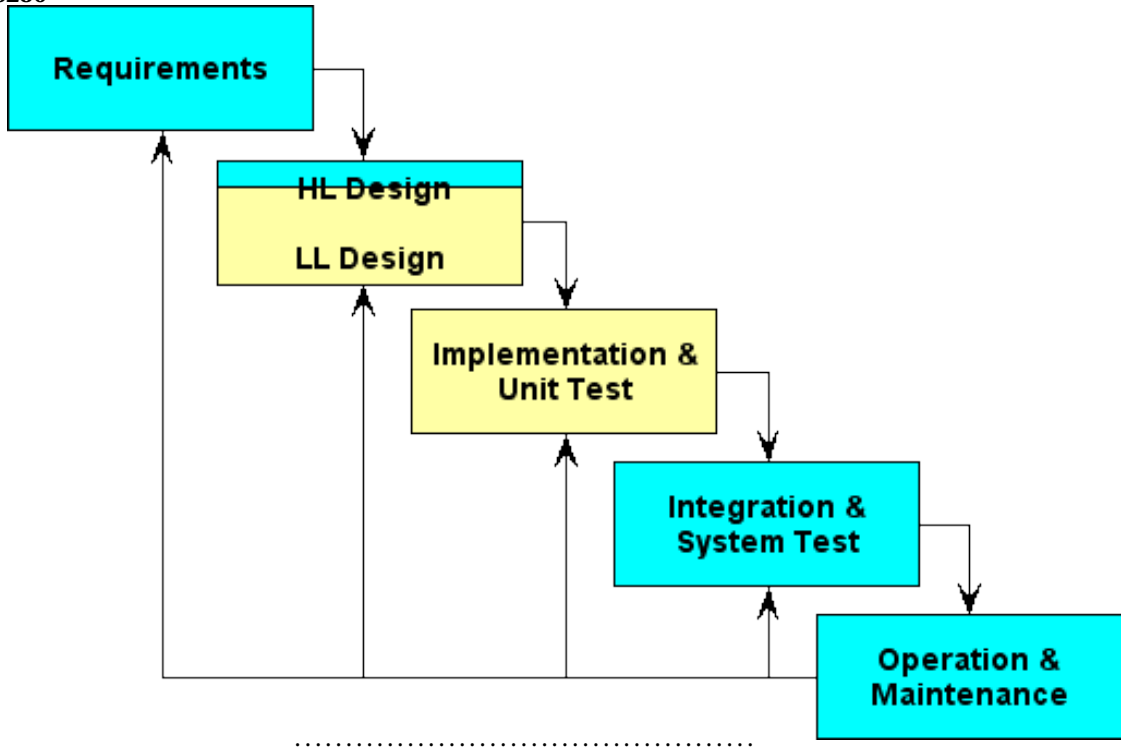 Requirements
HL Design
LL Design
Implementation &
Unit Test
Integration &
System Test
Operation &
Maintenance
............................................